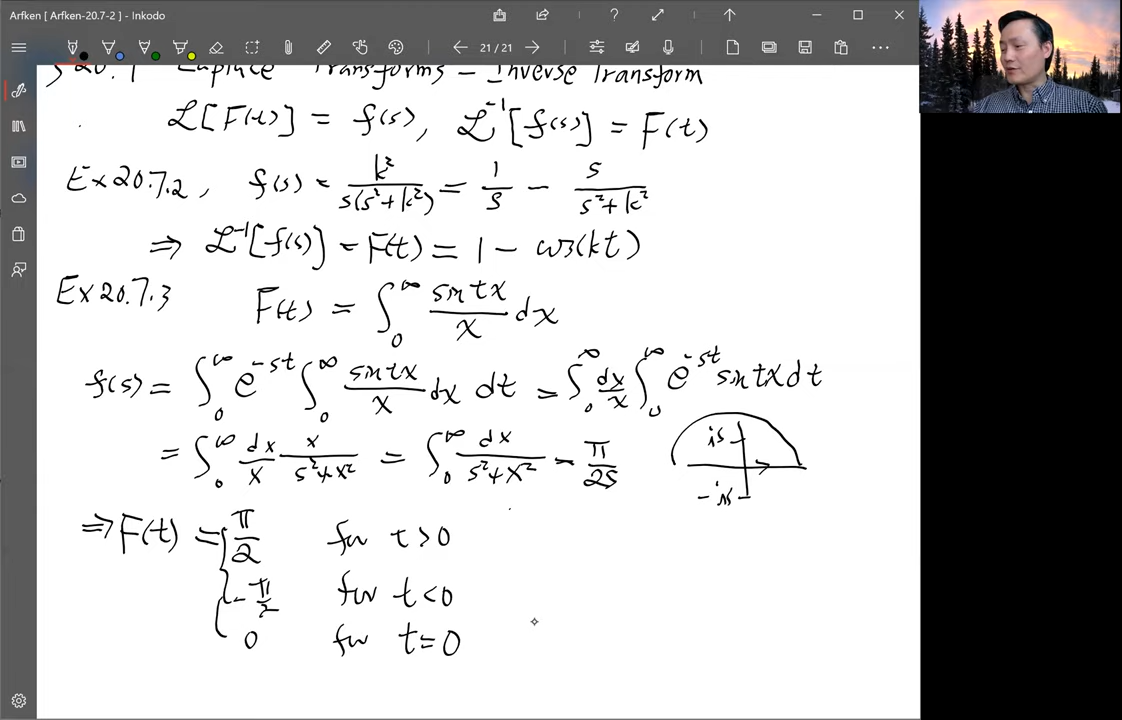 Arfken [ Arfken-20.7-2 ] - Inkodo
21 / 21
§ 20.7 Laplace Transforms - Inverse Transform
ℒ[F(t)] = f(s), ℒ⁻¹[f(s)] = F(t)
Ex 20.7.2, f(s) = k²/(s(s²+k²)) = 1/s - s/(s²+k²)
⇒ ℒ⁻¹[f(s)] = F(t) = 1 - cos(kt)
Ex 20.7.3 F(t) = ∫₀^∞ (sin tx)/x dx
f(s) = ∫₀^∞ e^{-st} ∫₀^∞ (sin tx)/x dx dt = ∫₀^∞ dx/x ∫₀^∞ e^{-st} sin tx dt
= ∫₀^∞ dx/x x/(s²+x²) = ∫₀^∞ dx/(s²+x²) = π/2s
is
-is
⇒ F(t) = { π/2 for t>0
-π/2 for t<0
0 for t=0